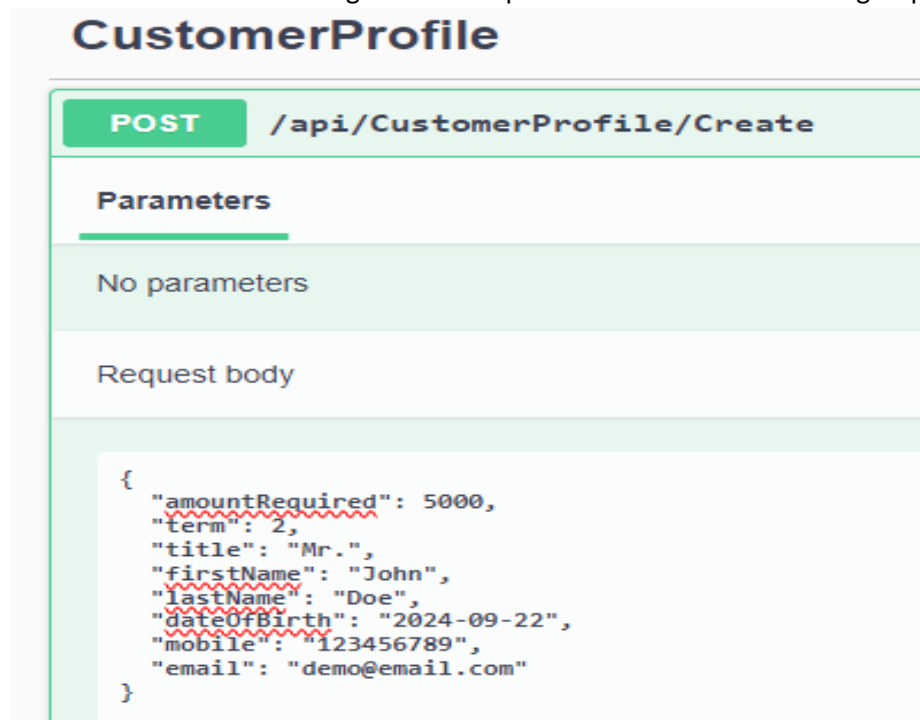 CustomerProfile
POST /api/CustomerProfile/Create
Parameters
No parameters
Request body
{
"amountRequired": 5000,
"term": 2,
"title": "Mr.",
"firstName": "John",
"lastName": "Doe",
"dateOfBirth": "2024-09-22",
"mobile": "123456789",
"email": "demo@email.com"
}